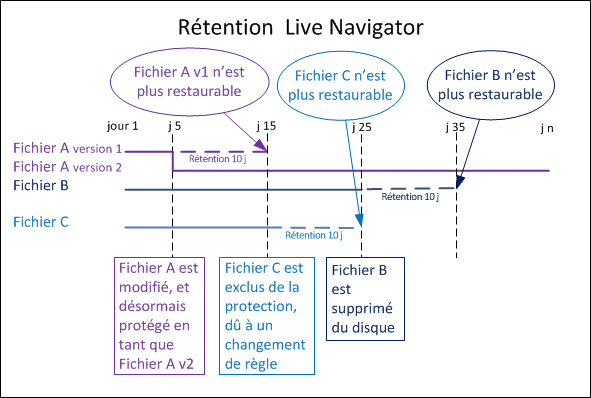 Rétention Live Navigator
Fichier A v1 n'est
plus restaurable
Fichier C n'est
plus restaurable
Fichier B n'est
plus restaurable
jour 1
j 5
j 15
j 25
j 35
j n
Fichier A version 1
Rétention 10 j
Fichier A version 2
Fichier B
Rétention 10 j
Fichier C
Rétention 10 j
Fichier A est
modifié, et
désormais
protégé en
tant que
Fichier A v2
Fichier C est
exclus de la
protection,
dû à un
changement
de règle
Fichier B
est
supprimé
du disque